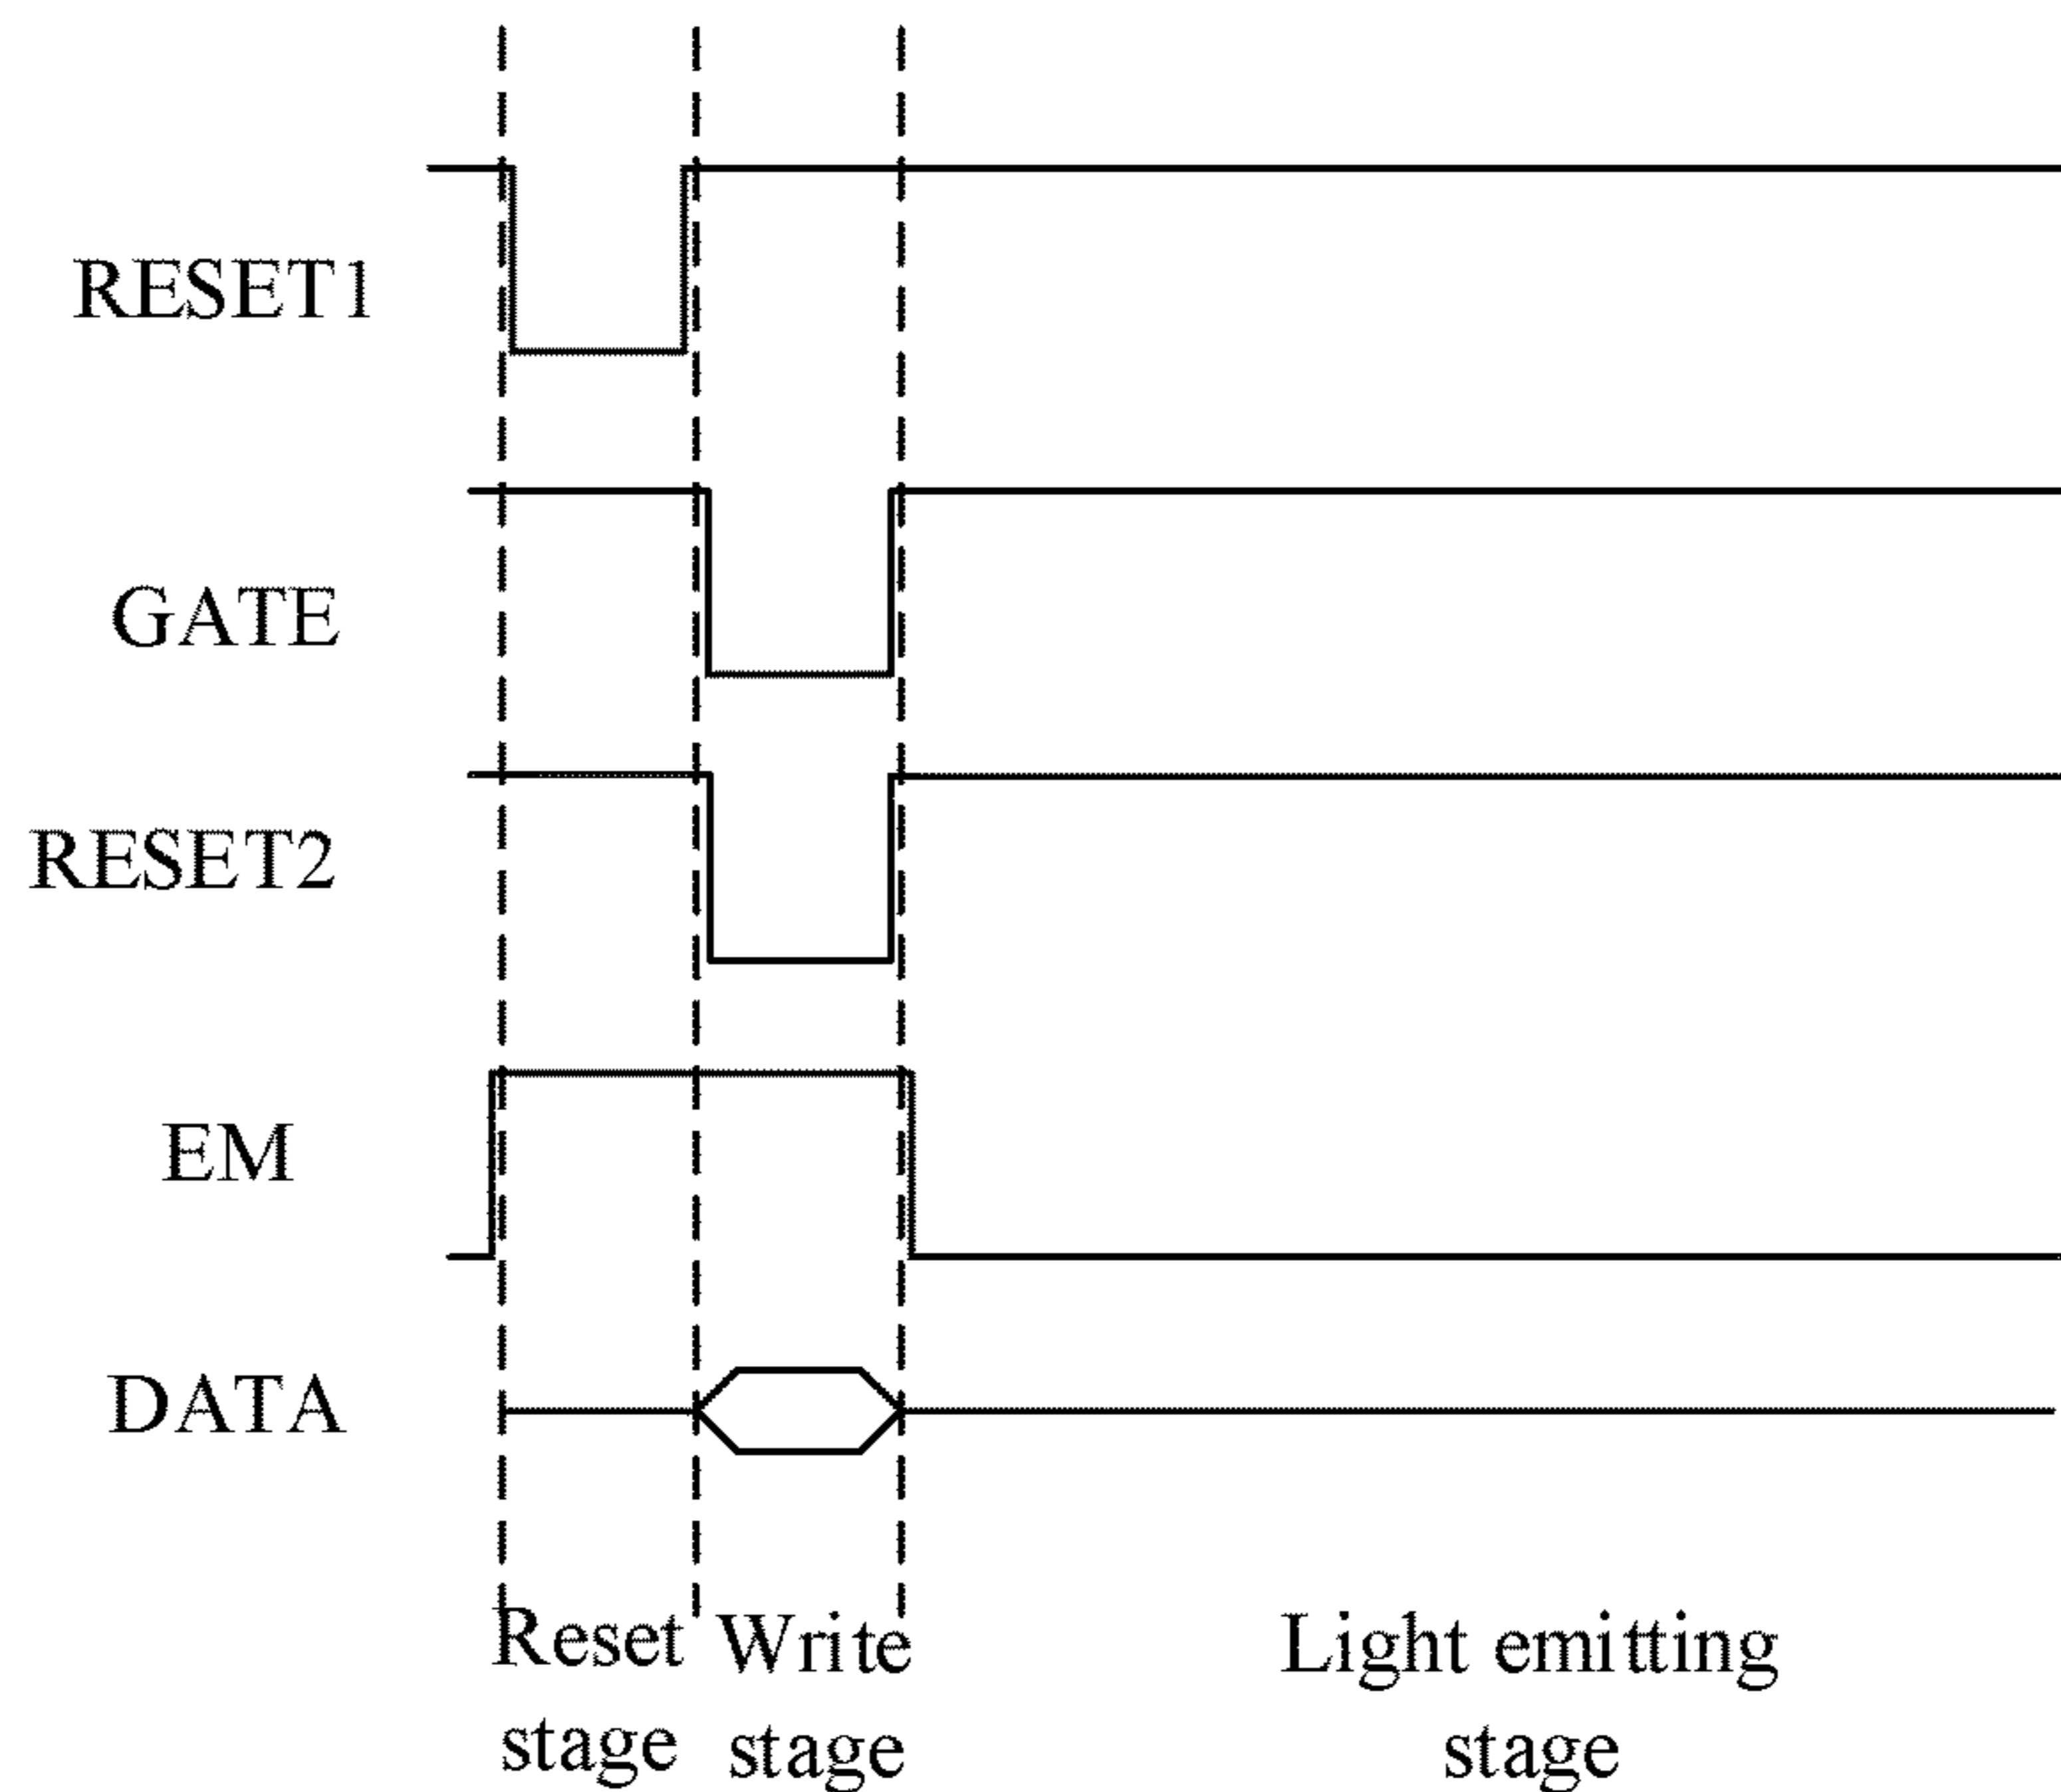 RESET1
GATE
RESET2
EM
DATA
Reset stage
Write stage
Light emitting stage